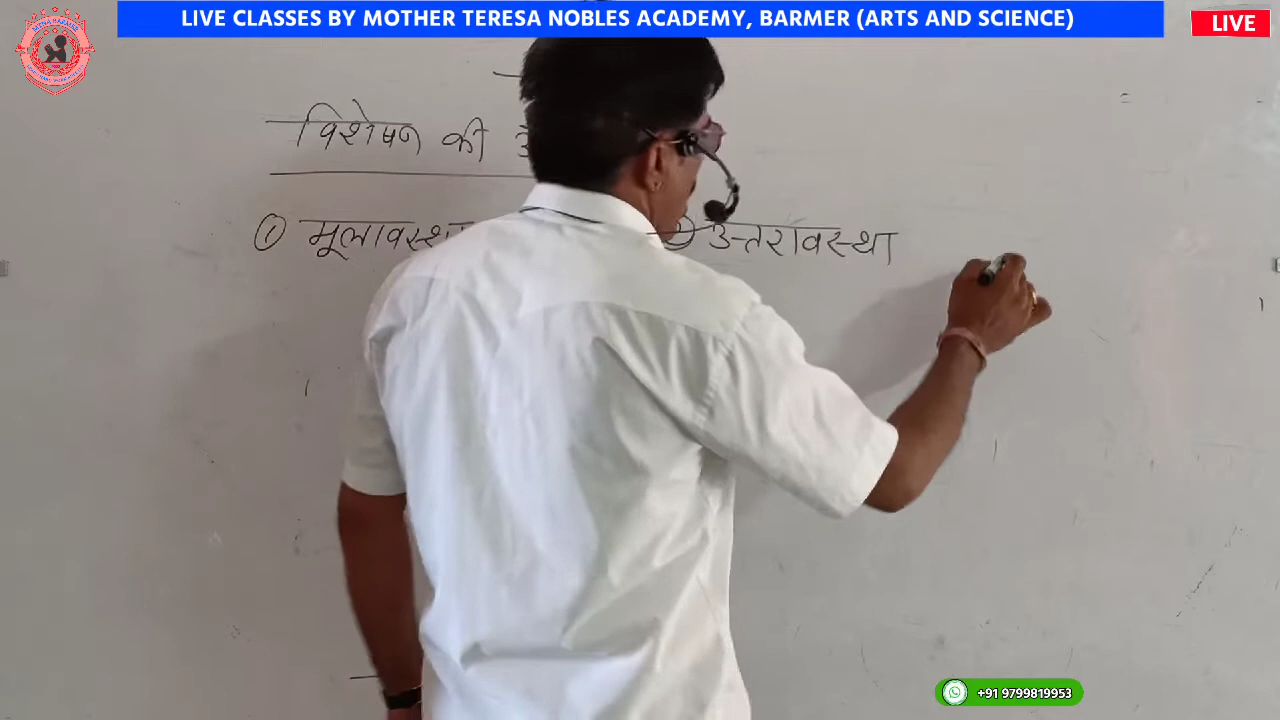 LIVE CLASSES BY MOTHER TERESA NOBLES ACADEMY, BARMER (ARTS AND SCIENCE)
LIVE
विशेषण की
① मूलावस्था ② उत्तरावस्था
+91 9799819953